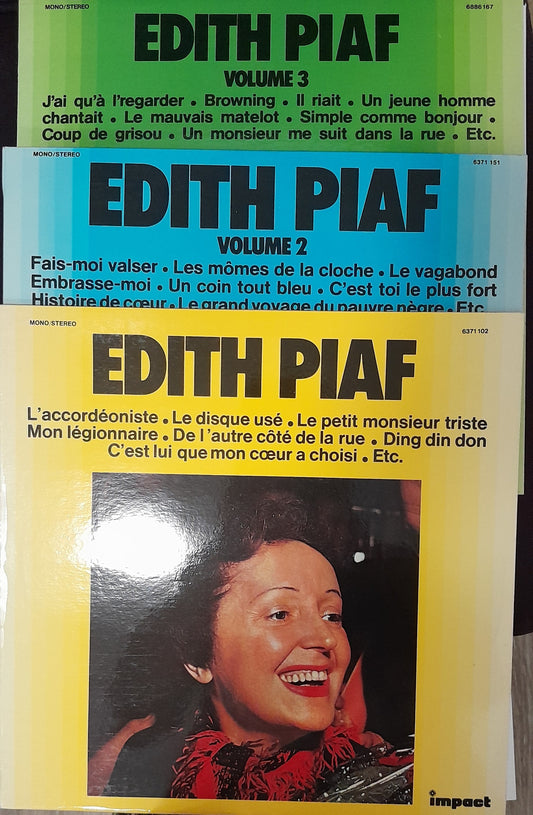 MONO/STEREO
6886167
EDITH PIAF
VOLUME 3
J'ai qu'à l'regarder • Browning • Il riait • Un jeune homme
chantait • Le mauvais matelot • Simple comme bonjour •
Coup de grisou • Un monsieur me suit dans la rue • Etc.
MONO/STEREO
6371 151
EDITH PIAF
VOLUME 2
Fais-moi valser • Les mômes de la cloche • Le vagabond
Embrasse-moi • Un coin tout bleu • C'est toi le plus fort
Histoire de cœur • Le grand voyage du pauvre nègre • Etc.
MONO/STEREO
6371 102
EDITH PIAF
L'accordéoniste • Le disque usé • Le petit monsieur triste
Mon légionnaire • De l'autre côté de la rue • Ding din don
C'est lui que mon cœur a choisi • Etc.
impact